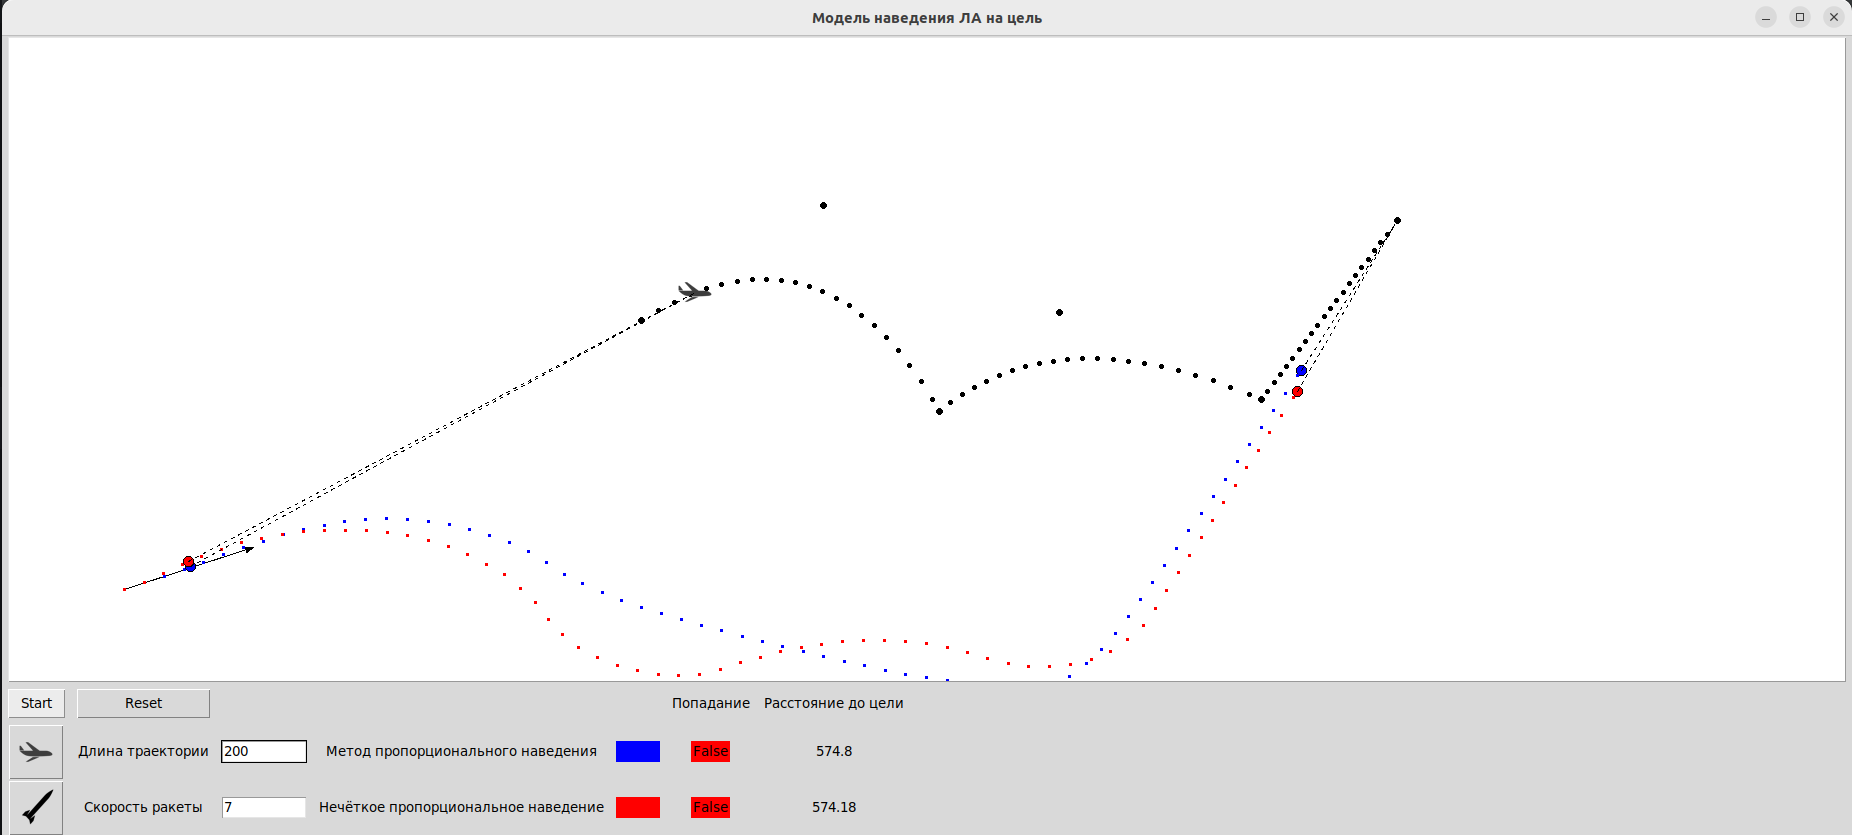 Модель наведения ЛА на цель
Start Reset Попадание Расстояние до цели
Длина траектории 200 Метод пропорционального наведения False 574.8
Скорость ракеты 7 Нечёткое пропорциональное наведение False 574.18